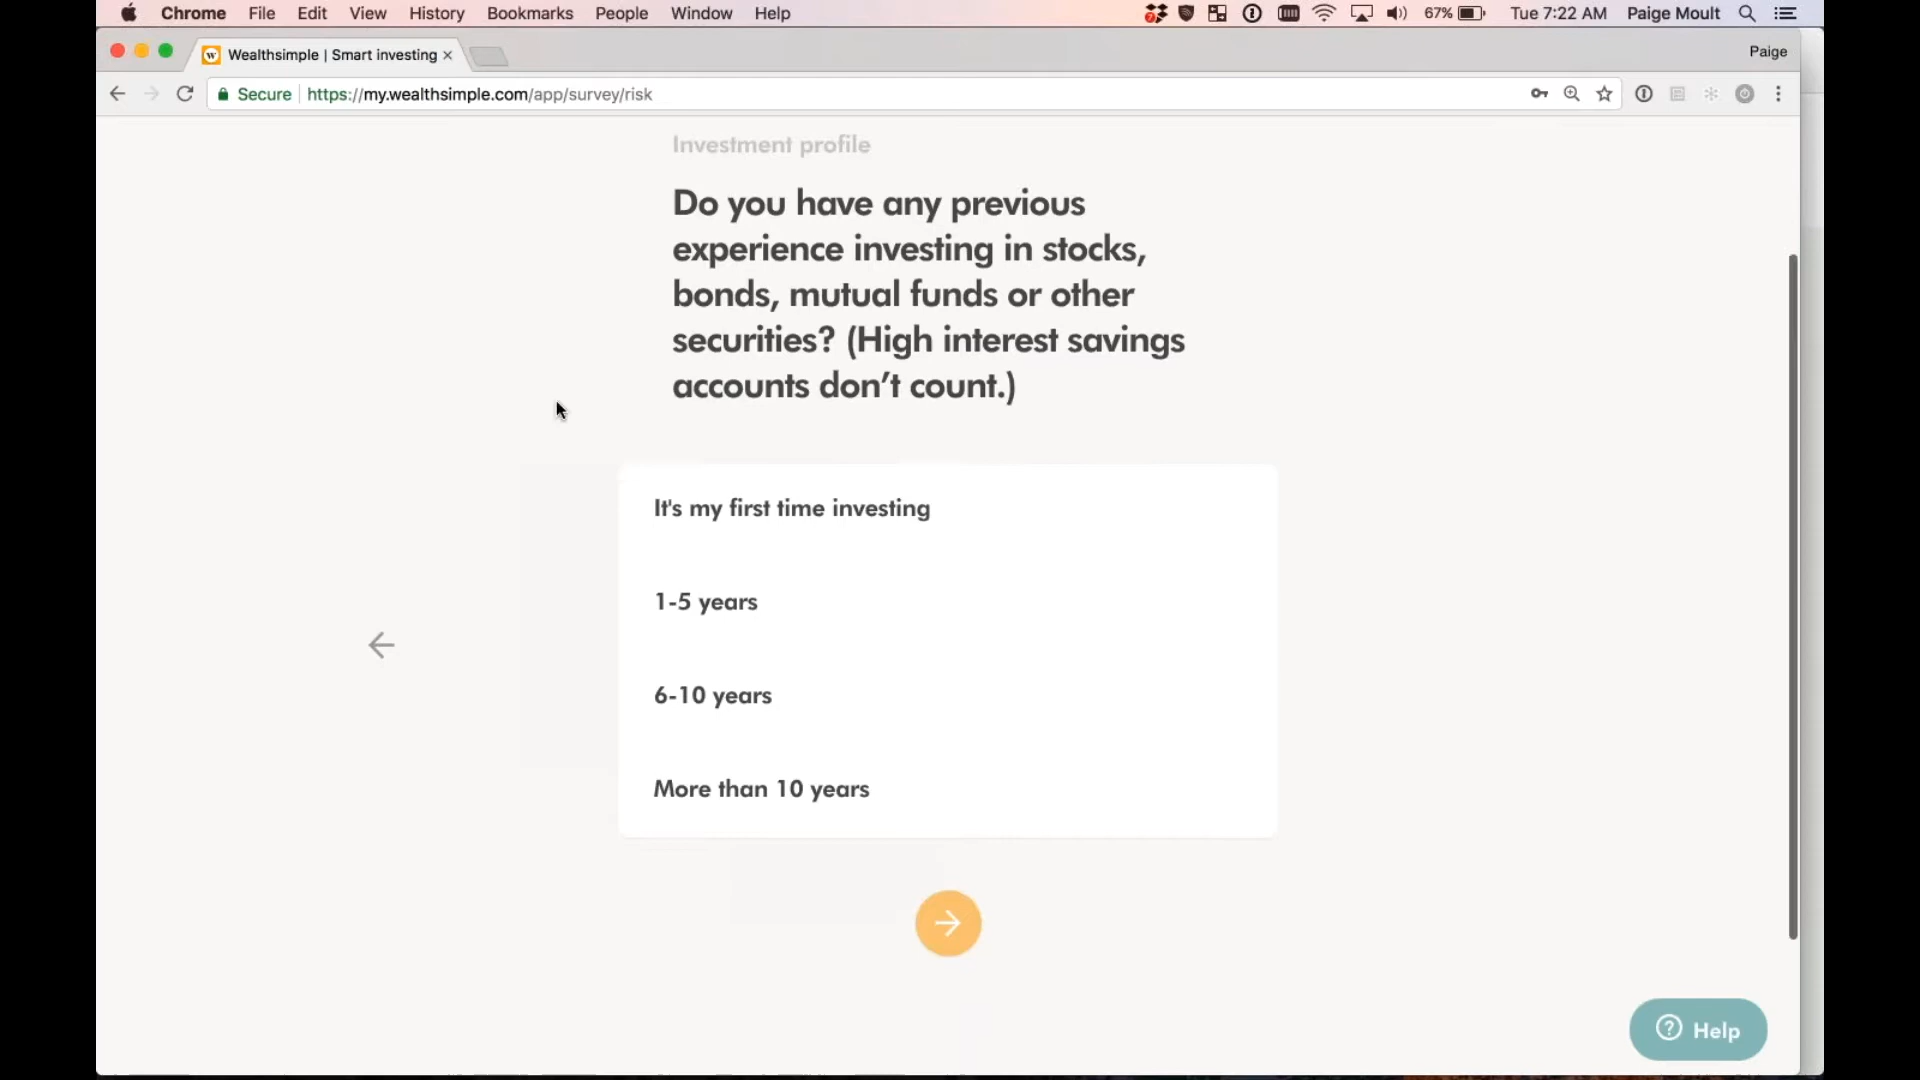 Chrome File Edit View History Bookmarks People Window Help 67% Tue 7:22 AM Paige Moult
Wealthsimple | Smart investing Paige
Secure https://my.wealthsimple.com/app/survey/risk
Investment profile
Do you have any previous
experience investing in stocks,
bonds, mutual funds or other
securities? (High interest savings
accounts don’t count.)
It's my first time investing
1-5 years
6-10 years
More than 10 years
Help